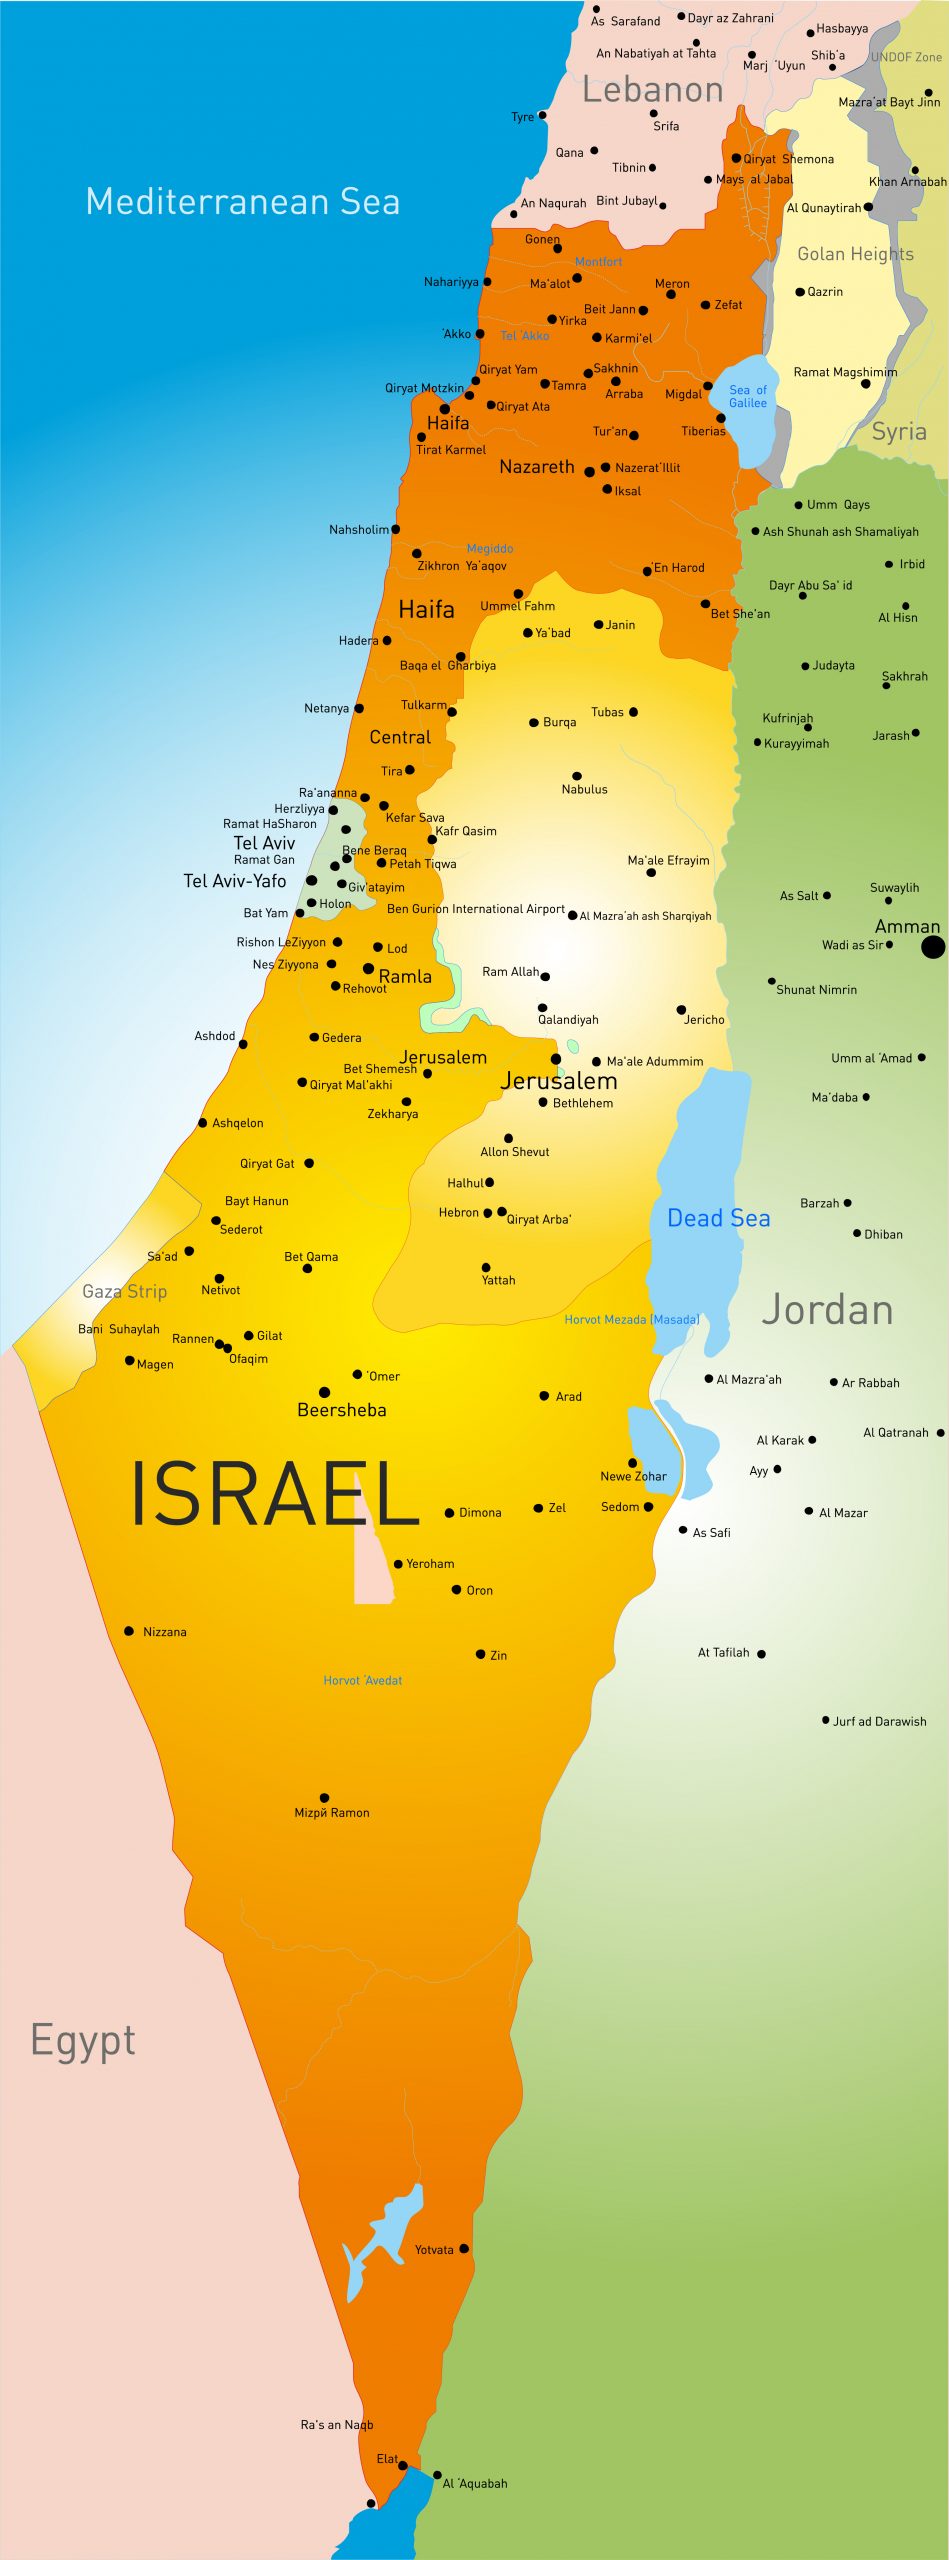 As Sarafand
Dayr az Zahrani
Hasbayya
An Nabatiyah at Tahta
Marj ‘Uyun
Shib‘a
UNDOF Zone
Lebanon
Mazra‘at Bayt Jinn
Tyre
Srifa
Qana
Tibnin
Qiryat Shemona
Mays al Jabal
Khan Arnabah
Mediterranean Sea
An Naqurah
Bint Jubayl
Al Qunaytirah
Gonen
Montfort
Golan Heights
Nahariyya
Ma'alot
Meron
Qazrin
Beit Jann
Zefat
Yirka
‘Akko
Tel ‘Akko
Karmi'el
Qiryat Yam
Sakhnin
Ramat Magshimim
Qiryat Motzkin
Tamra
Arraba
Migdal
Sea of
Galilee
Qiryat Ata
Haifa
Tur'an
Tiberias
Syria
Tirat Karmel
Nazareth
Nazerat‘Illit
Iksal
Umm Qays
Nahsholim
Ash Shunah ash Shamaliyah
Megiddo
Zikhron Ya‘aqov
‘En Harod
Irbid
Dayr Abu Sa' id
Haifa
Ummel Fahm
Bet She'an
Al Hisn
Ya‘bad
Janin
Hadera
Baqa el Gharbiya
Judayta
Sakhrah
Netanya
Tulkarm
Tubas
Burqa
Kufrinjah
Central
Kurayyimah
Jarash
Tira
Nabulus
Ra'ananna
Herzliyya
Kefar Sava
Ramat HaSharon
Kafr Qasim
Tel Aviv
Bene Beraq
Ramat Gan
Petah Tiqwa
Ma'ale Efrayim
Tel Aviv-Yafo
Giv'atayim
Suwaylih
As Salt
Holon
Bat Yam
Ben Gurion International Airport
Al Mazra‘ah ash Sharqiyah
Amman
Rishon LeZiyyon
Lod
Wadi as Sir
Nes Ziyyona
Ramla
Ram Allah
Rehovot
Shunat Nimrin
Qalandiyah
Jericho
Ashdod
Gedera
Jerusalem
Bet Shemesh
Ma'ale Adummim
Umm al ‘Amad
Qiryat Mal'akhi
Jerusalem
Zekharya
Bethlehem
Ma‘daba
Ashqelon
Allon Shevut
Qiryat Gat
Halhul
Bayt Hanun
Barzah
Sederot
Hebron
Qiryat Arba'
Dead Sea
Dhiban
Sa'ad
Bet Qama
Yattah
Gaza Strip
Netivot
Jordan
Horvot Mezada (Masada)
Bani Suhaylah
Rannen
Gilat
Ofaqim
Magen
‘Omer
Al Mazra'ah
Ar Rabbah
Beersheba
Arad
Al Qatranah
Al Karak
Ayy
Newe Zohar
ISRAEL
Dimona
Zel
Sedom
Al Mazar
As Safi
Yeroham
Oron
Nizzana
Zin
At Tafilah
Horvot ‘Avedat
Jurf ad Darawish
Mizpй Ramon
Egypt
Yotvata
Ra's an Naqb
Elat
Al ‘Aquabah